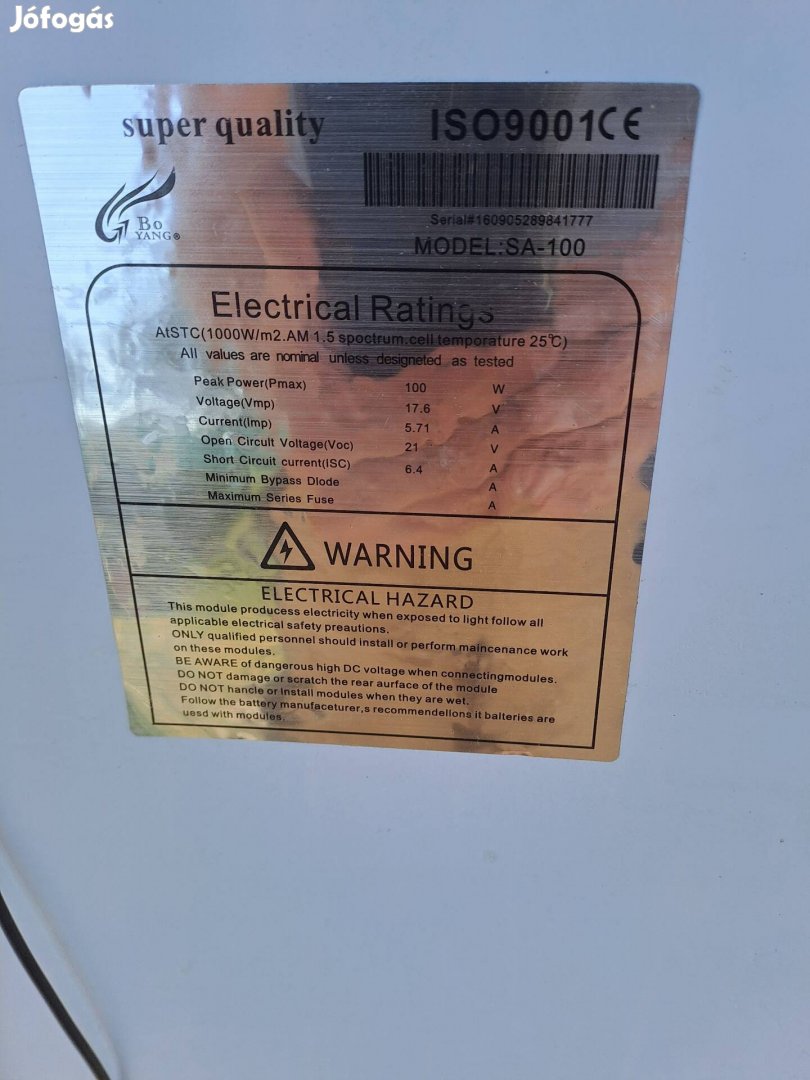 Jófogás
super quality ISO9001 CE
Serial#160905289841777
Bo
YANG®
MODEL:SA-100
Electrical Ratings
AtSTC(1000W/m2.AM 1.5 spoctrum.cell temporature 25℃)
All values are nominal unless designeted as tested
Peak Power(Pmax) 100 W
Voltage(Vmp) 17.6 V
Current(Imp) 5.71 A
Open Circult Voltage(Voc) 21 V
Short Circuit current(ISC) 6.4 A
Minimum Bypass Diode A
Maximum Series Fuse A
WARNING
ELECTRICAL HAZARD
This module producess electricity when exposed to light follow all
applicable electrical safety preautions.
ONLY qualified personnel should install or perform maincenance work
on these modules.
BE AWARE of dangerous high DC voltage when connectingmodules.
DO NOT damage or scratch the rear aurface of the module
DO NOT handle or Install modules when they are wet.
Follow the battery manufaceturer,s recommendellons it balteries are
uesd with modules.